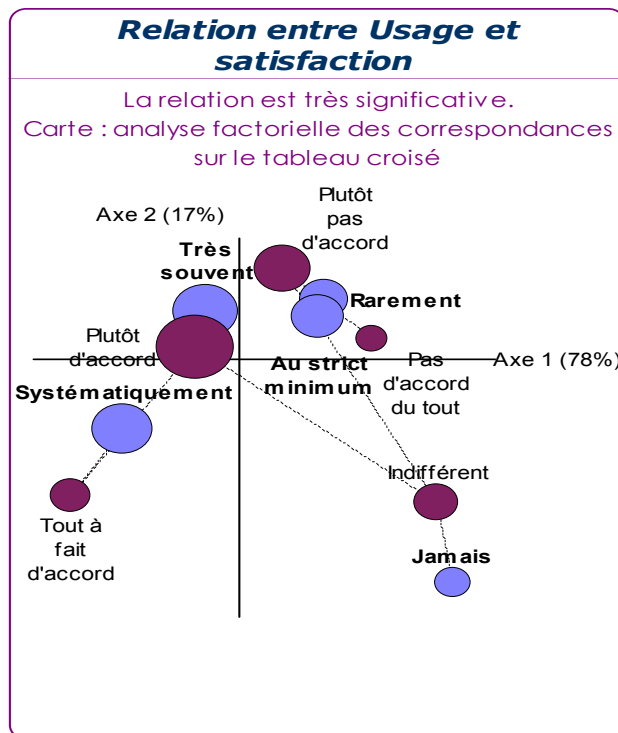 Relation entre Usage et
satisfaction
La relation est très significative.
Carte : analyse factorielle des correspondances
sur le tableau croisé
Plutôt
pas
d'accord
Axe 2 (17%)
Très
souvent
Rarement
Plutôt
d'accord
Au strict
minimum
Pas
d'accord
du tout
Axe 1 (78%)
Systématiquement
Indifférent
Tout à
fait
d'accord
Jamais